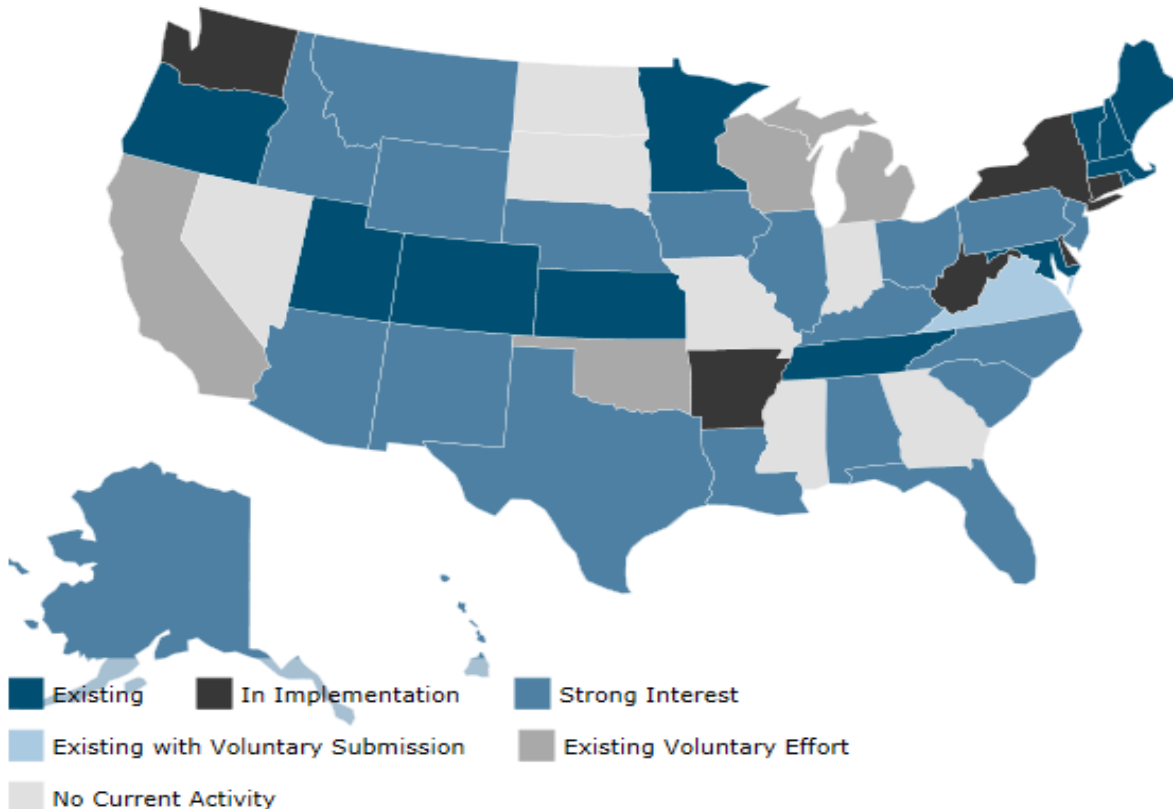 Existing In Implementation Strong Interest
Existing with Voluntary Submission Existing Voluntary Effort
No Current Activity